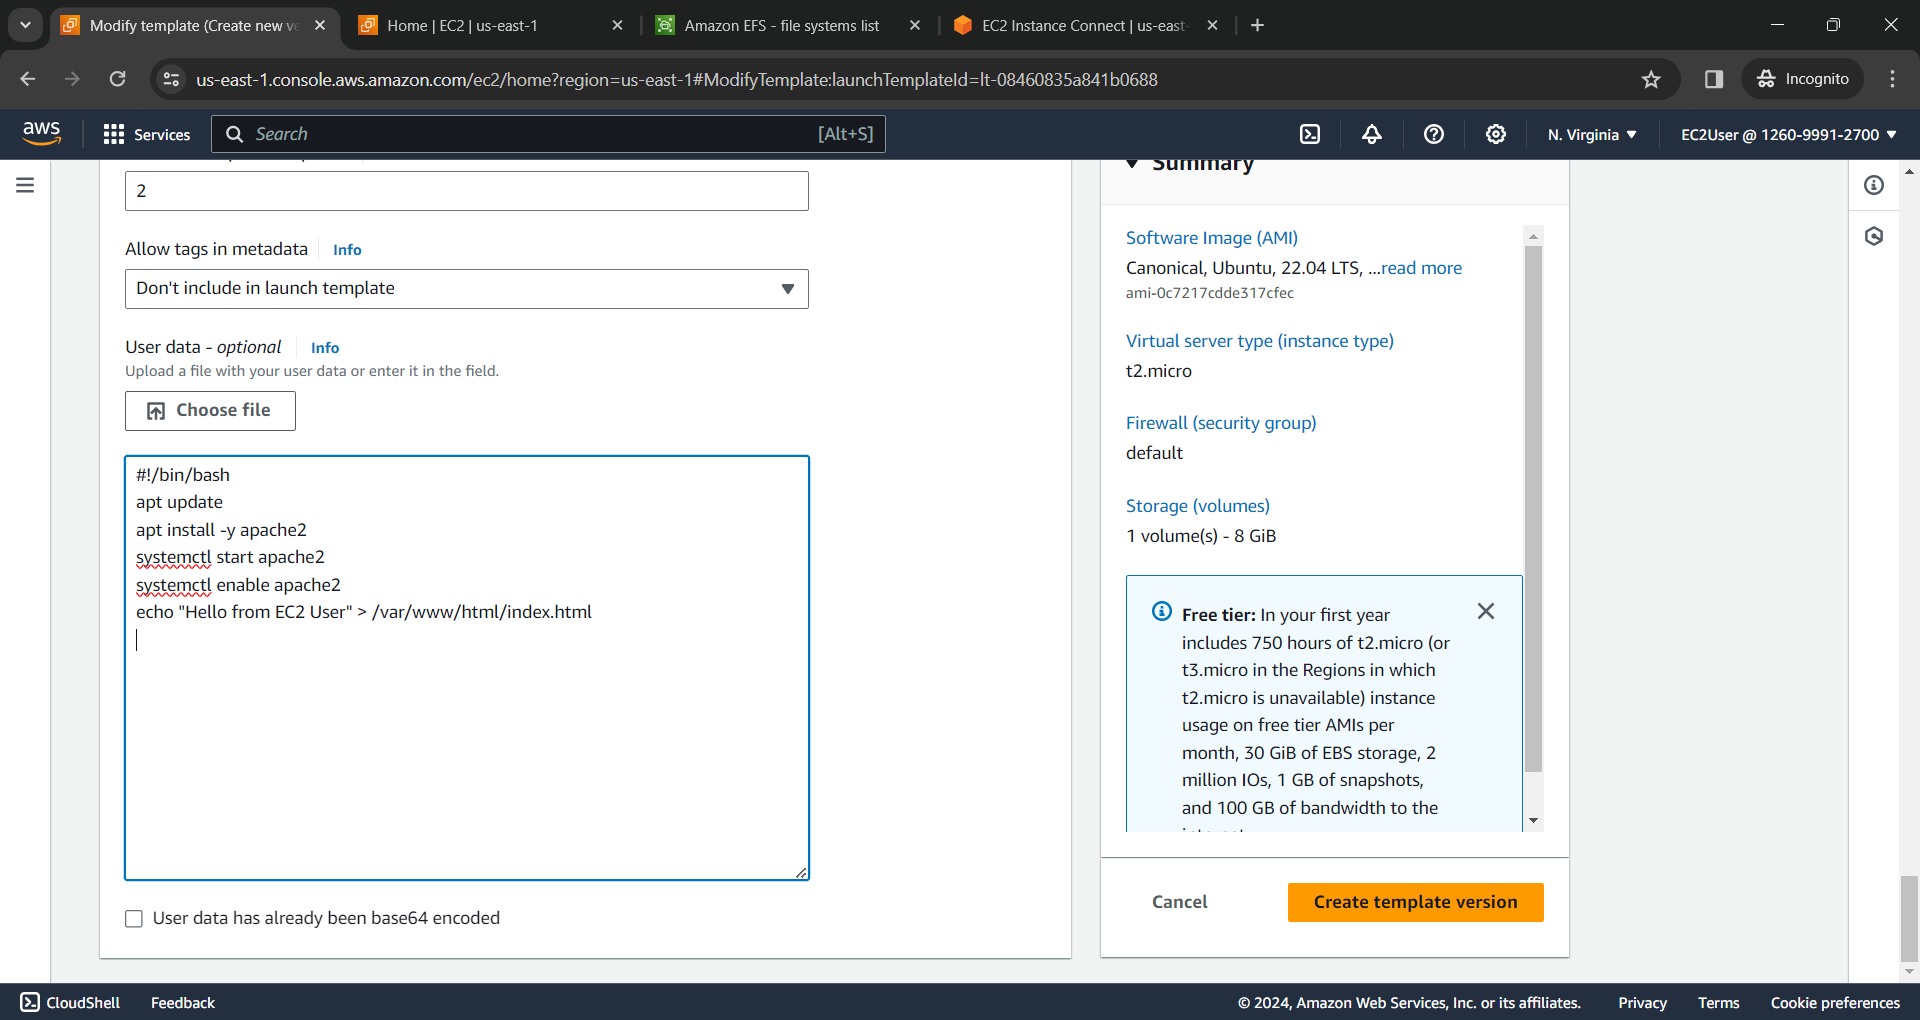 Modify template (Create new ve
Home | EC2 | us-east-1
Amazon EFS - file systems list
EC2 Instance Connect | us-east-
us-east-1.console.aws.amazon.com/ec2/home?region=us-east-1#ModifyTemplate:launchTemplateId=lt-08460835a841b0688
Incognito
aws
Services
Search
[Alt+S]
N. Virginia
EC2User @ 1260-9991-2700
2
Allow tags in metadata
Info
Don't include in launch template
User data - optional
Info
Upload a file with your user data or enter it in the field.
Choose file
#!/bin/bash
apt update
apt install -y apache2
systemctl start apache2
systemctl enable apache2
echo "Hello from EC2 User" > /var/www/html/index.html
User data has already been base64 encoded
Summary
Software Image (AMI)
Canonical, Ubuntu, 22.04 LTS, ...read more
ami-0c7217cdde317cfec
Virtual server type (instance type)
t2.micro
Firewall (security group)
default
Storage (volumes)
1 volume(s) - 8 GiB
Free tier: In your first year
includes 750 hours of t2.micro (or
t3.micro in the Regions in which
t2.micro is unavailable) instance
usage on free tier AMIs per
month, 30 GiB of EBS storage, 2
million IOs, 1 GB of snapshots,
and 100 GB of bandwidth to the
Cancel
Create template version
CloudShell
Feedback
© 2024, Amazon Web Services, Inc. or its affiliates.
Privacy
Terms
Cookie preferences